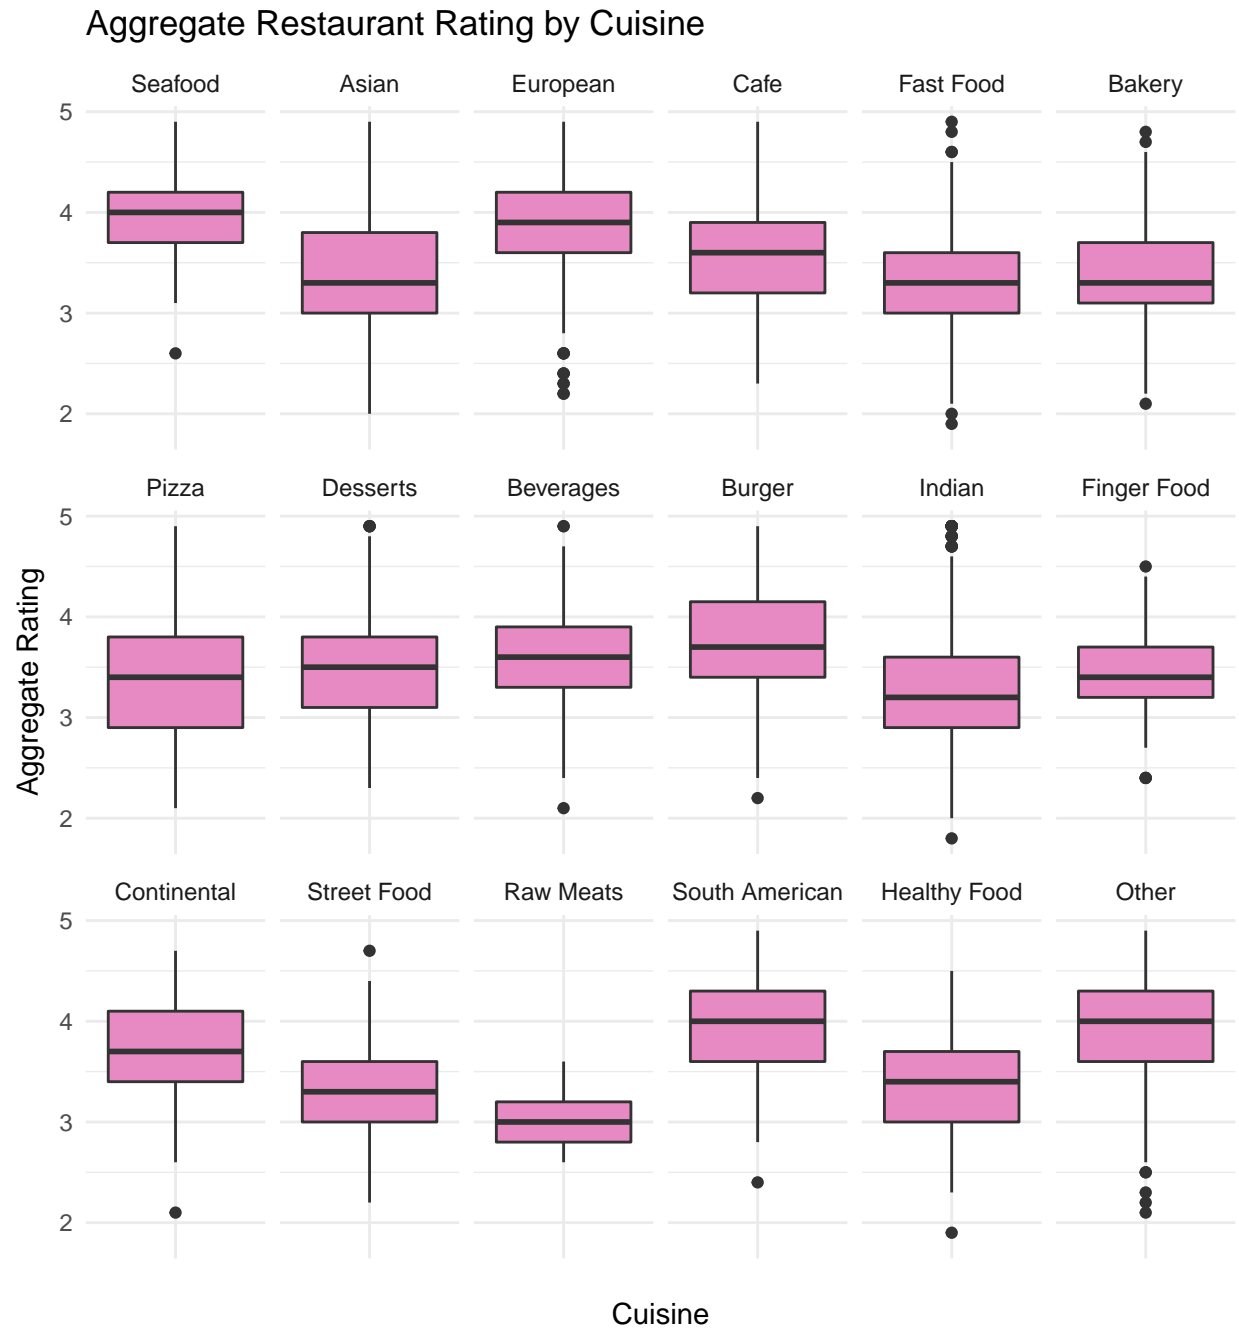 Aggregate Restaurant Rating by Cuisine
Seafood Asian European Cafe Fast Food Bakery
5
4
3
2
Pizza Desserts Beverages Burger Indian Finger Food
5
4
3
2
Aggregate Rating
Continental Street Food Raw Meats South American Healthy Food Other
5
4
3
2
Cuisine